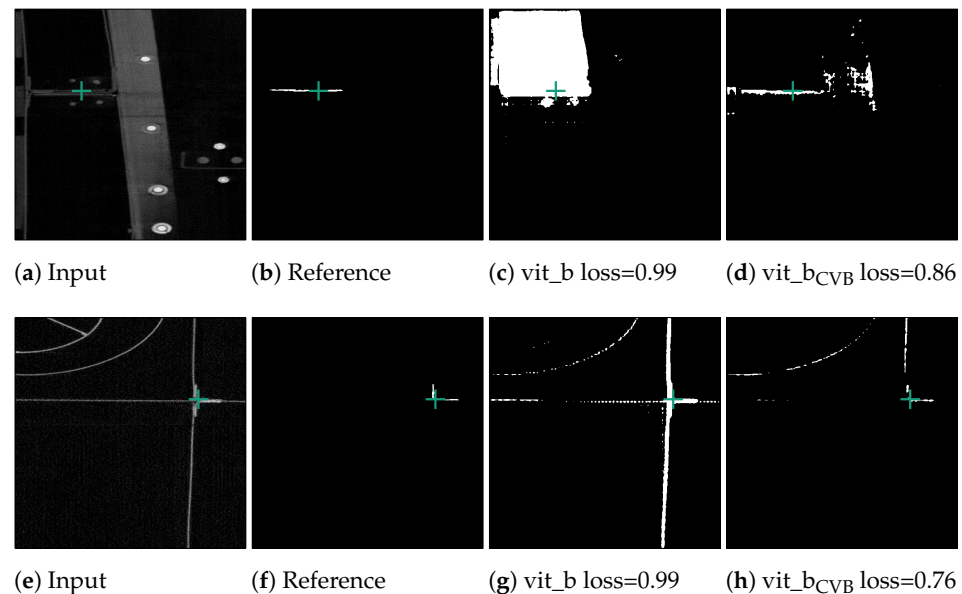 (a) Input
(b) Reference
(c) vit_b loss=0.99
(d) vit_bCVB loss=0.86
(e) Input
(f) Reference
(g) vit_b loss=0.99
(h) vit_bCVB loss=0.76